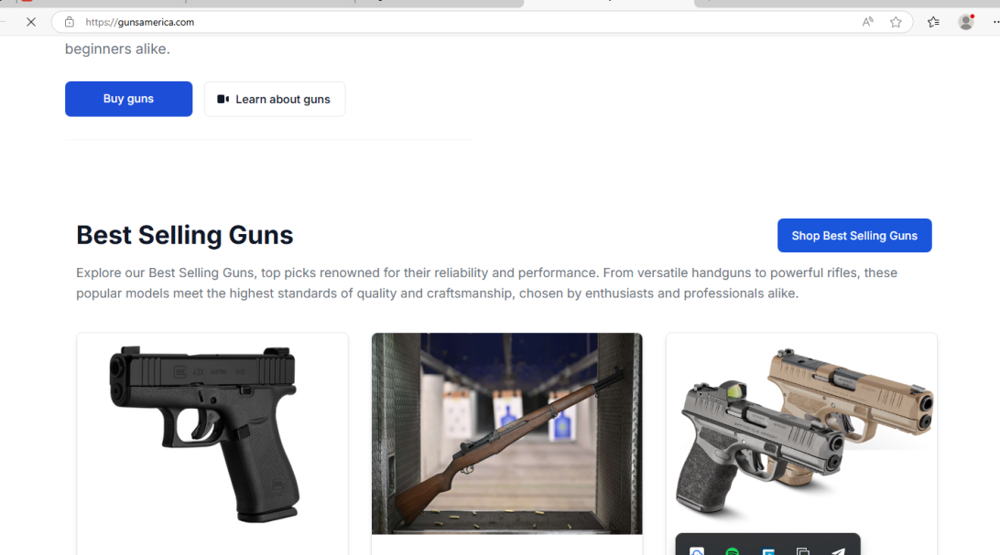 https://gunsamerica.com
beginners alike.
Buy guns
Learn about guns
Best Selling Guns
Shop Best Selling Guns
Explore our Best Selling Guns, top picks renowned for their reliability and performance. From versatile handguns to powerful rifles, these
popular models meet the highest standards of quality and craftsmanship, chosen by enthusiasts and professionals alike.